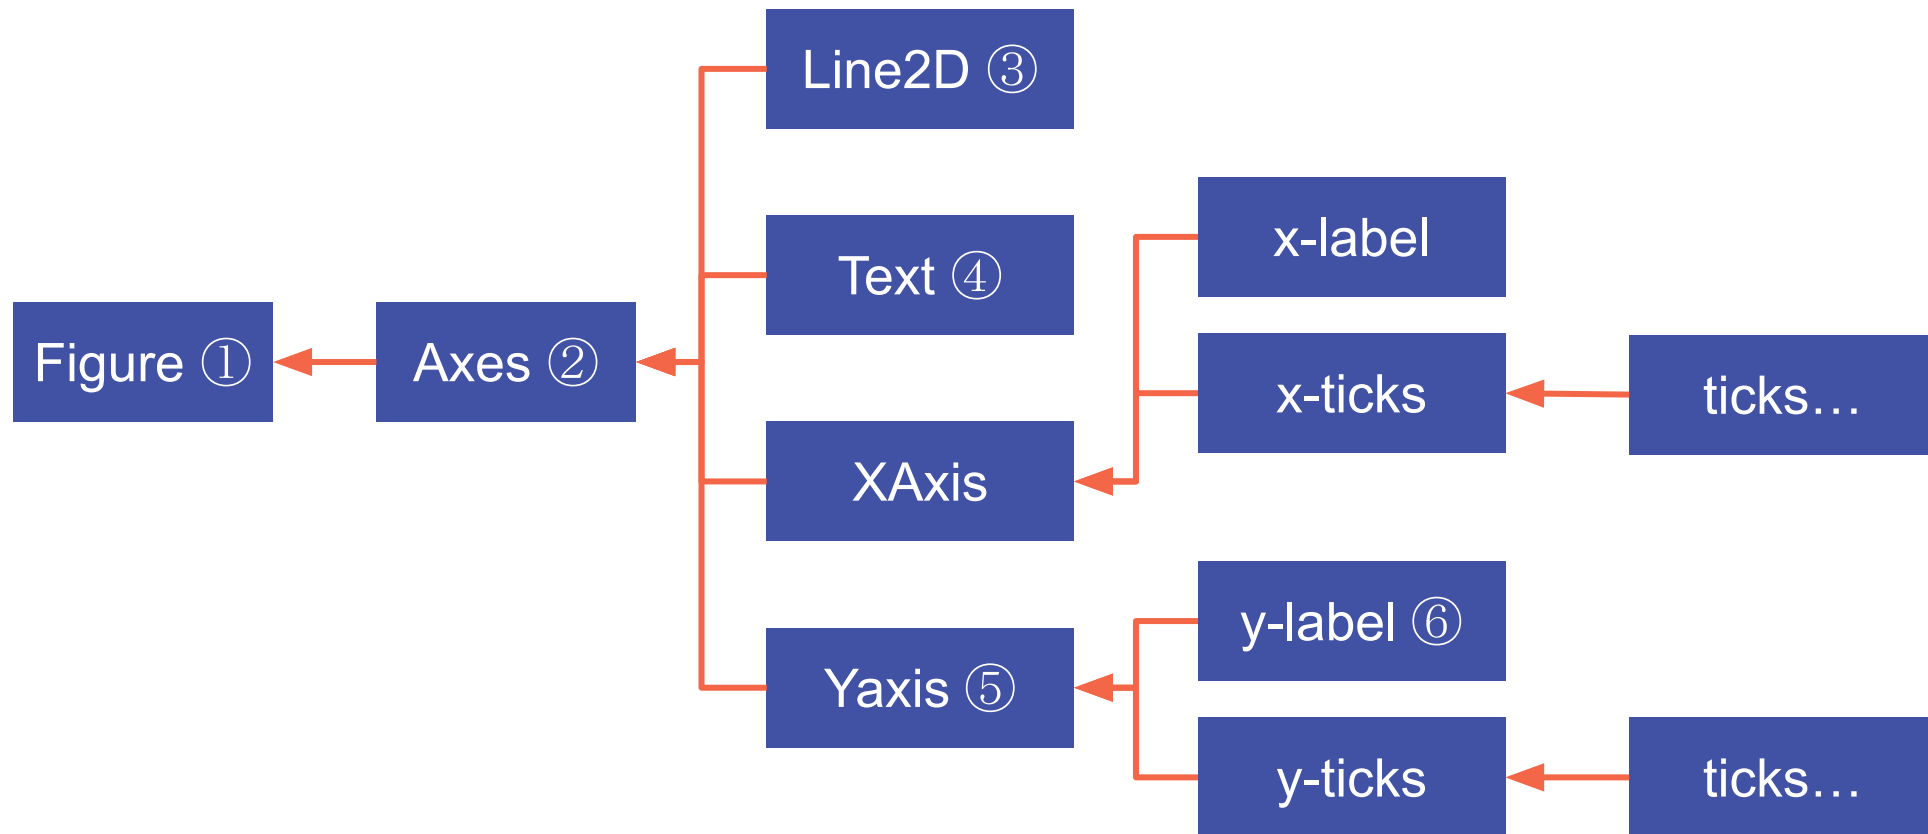 Figure ①
Axes ②
Line2D ③
Text ④
XAxis
Yaxis ⑤
x-label
x-ticks
y-label ⑥
y-ticks
ticks…
ticks…